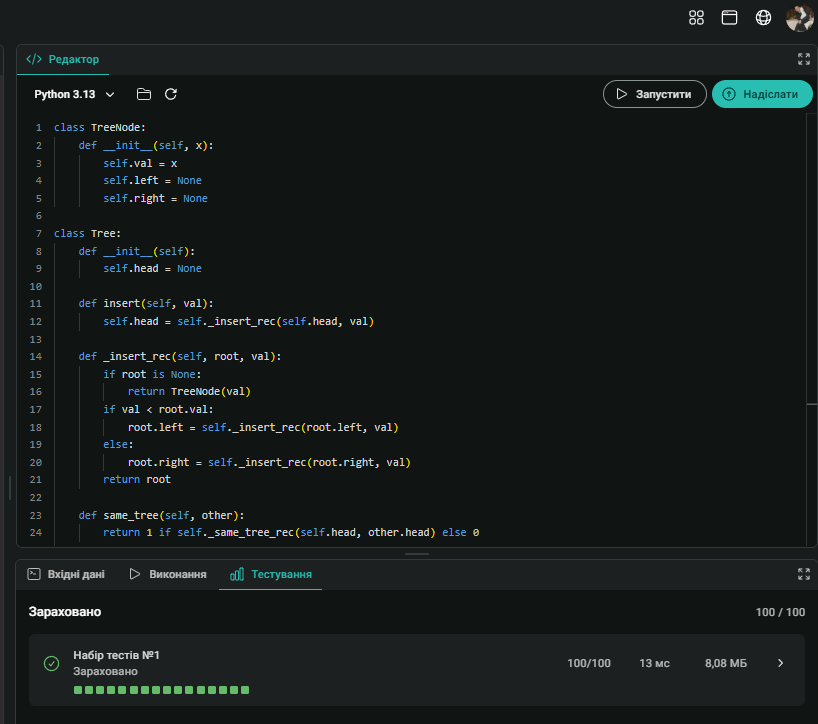 </> Редактор
Python 3.13
Запустити
Надіслати
1 class TreeNode:
2     def __init__(self, x):
3         self.val = x
4         self.left = None
5         self.right = None
6
7 class Tree:
8     def __init__(self):
9         self.head = None
10
11     def insert(self, val):
12         self.head = self._insert_rec(self.head, val)
13
14     def _insert_rec(self, root, val):
15         if root is None:
16             return TreeNode(val)
17         if val < root.val:
18             root.left = self._insert_rec(root.left, val)
19         else:
20             root.right = self._insert_rec(root.right, val)
21         return root
22
23     def same_tree(self, other):
24         return 1 if self._same_tree_rec(self.head, other.head) else 0
Вхідні дані
Виконання
Тестування
Зараховано 100 / 100
Набір тестів №1
Зараховано
100/100 13 мс 8,08 МБ